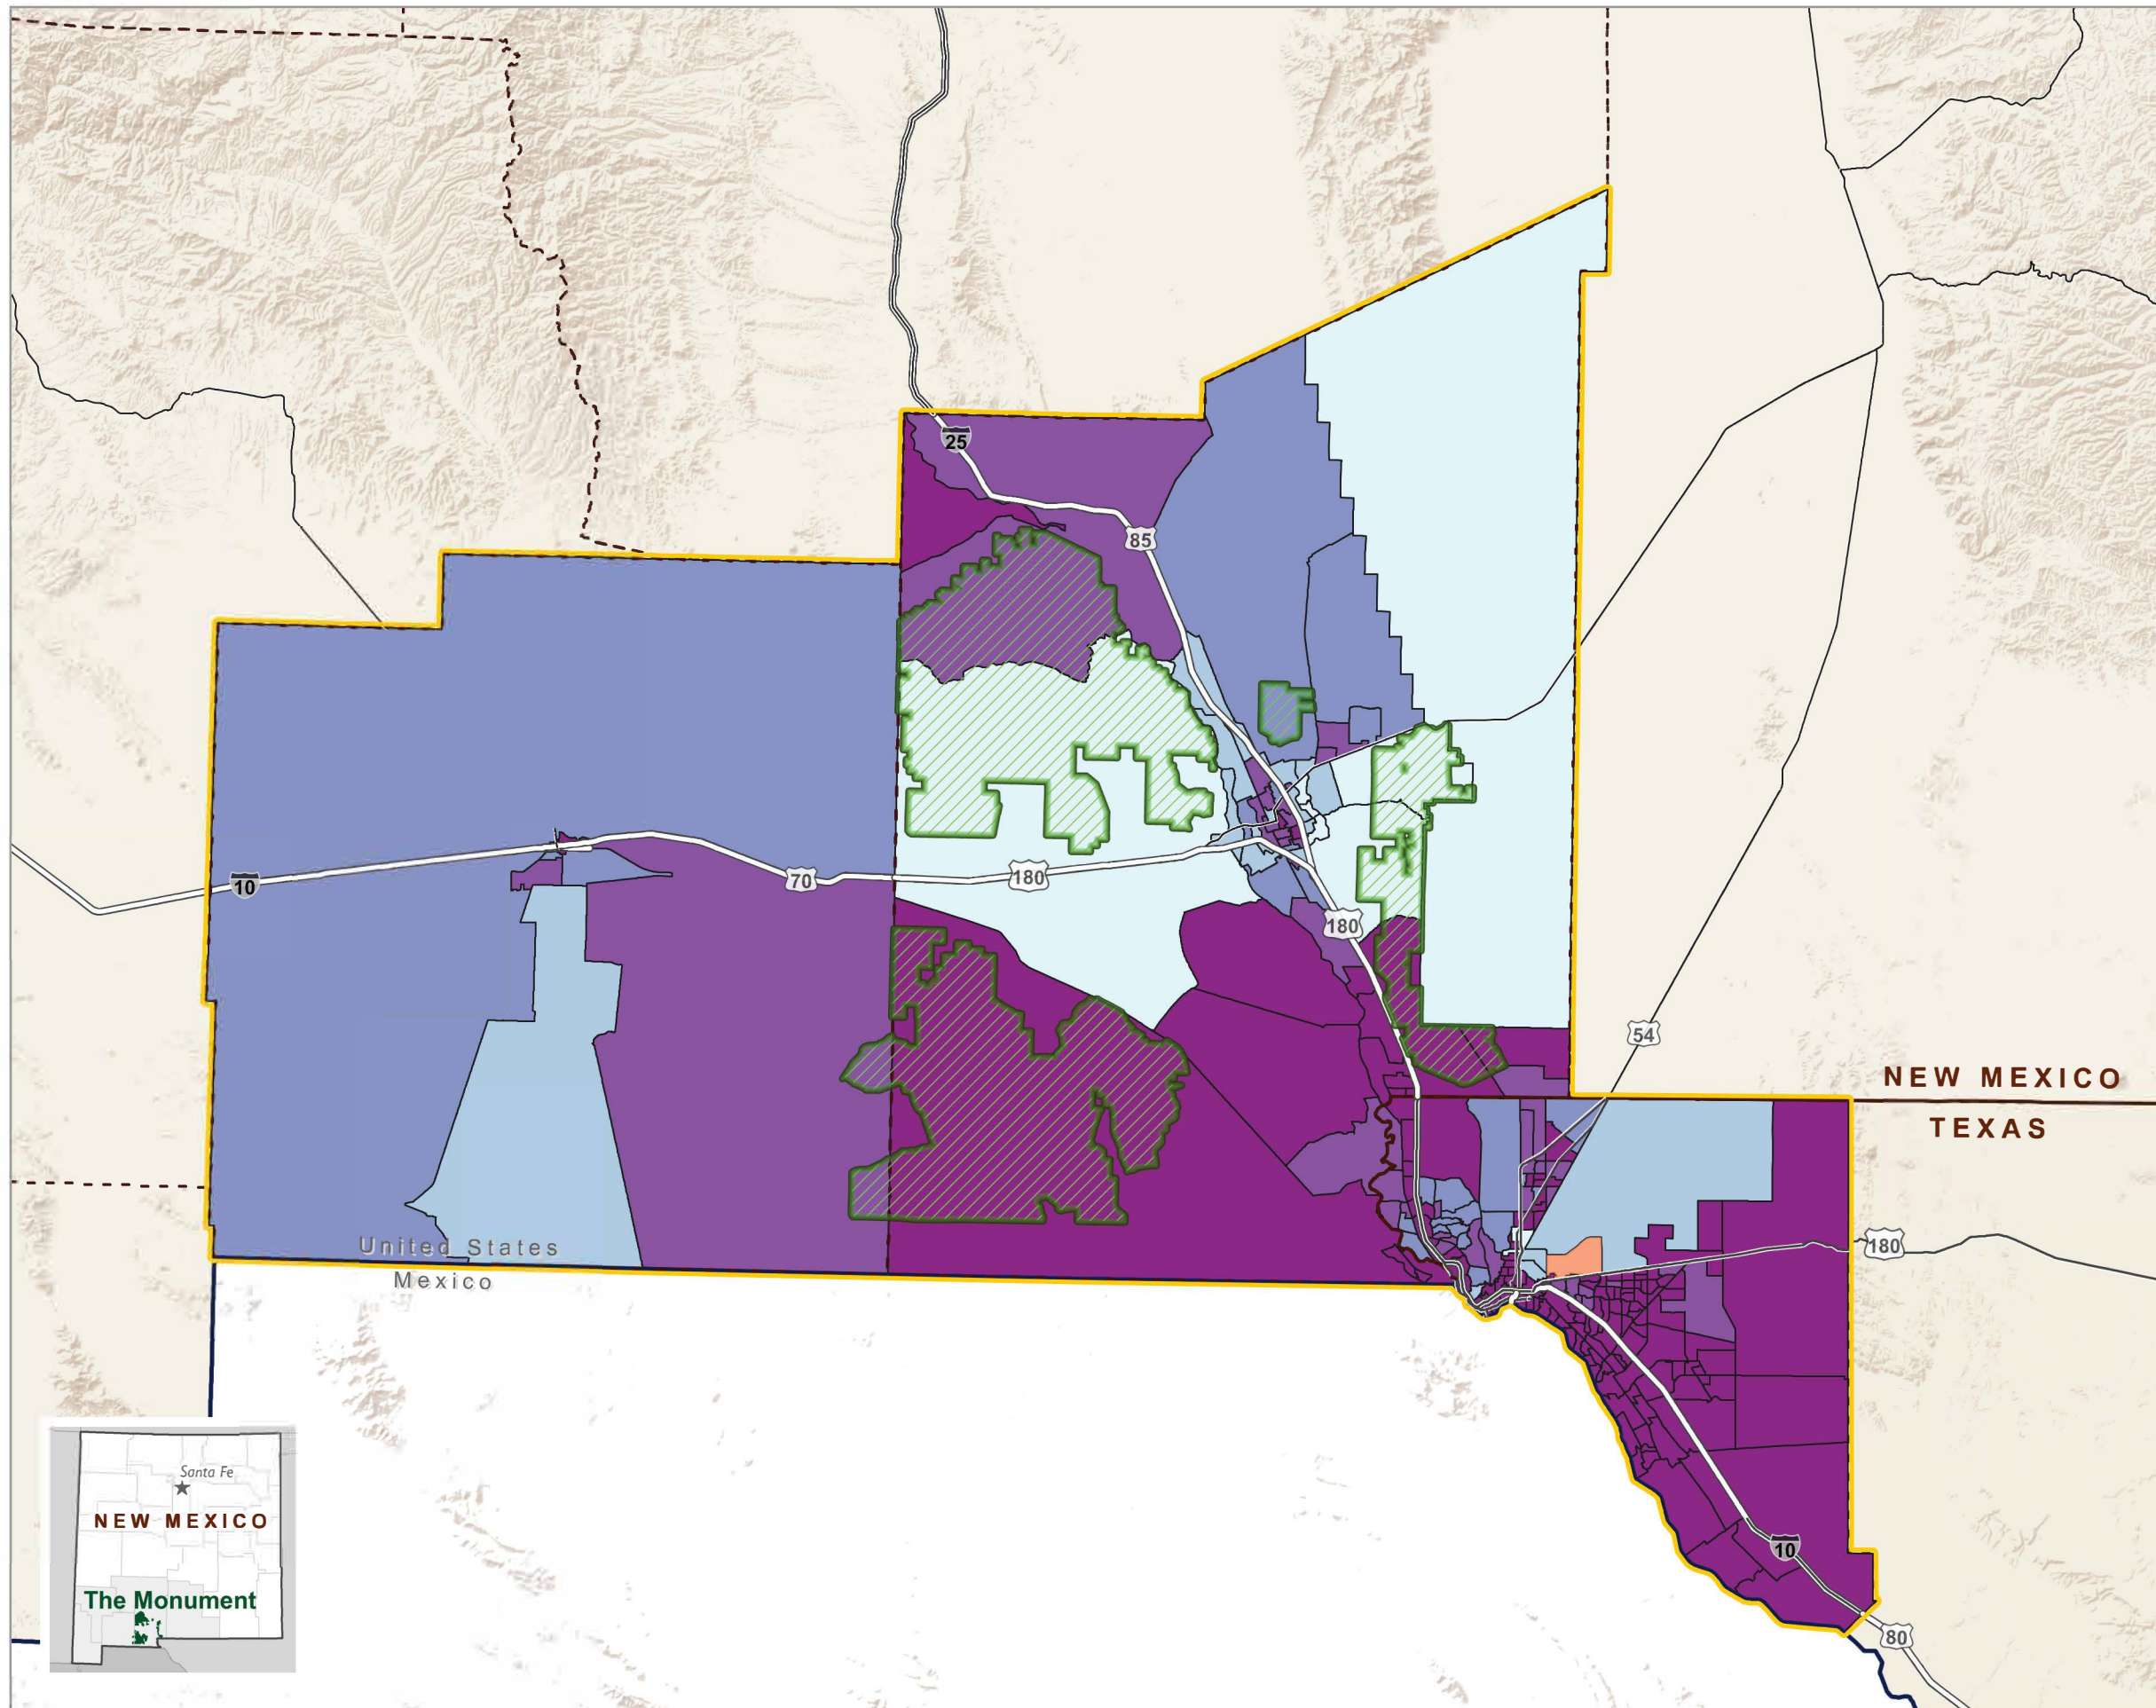 25
85
10
70
180
180
54
NEW MEXICO
TEXAS
United States
Mexico
180
Santa Fe
NEW MEXICO
The Monument
10
80